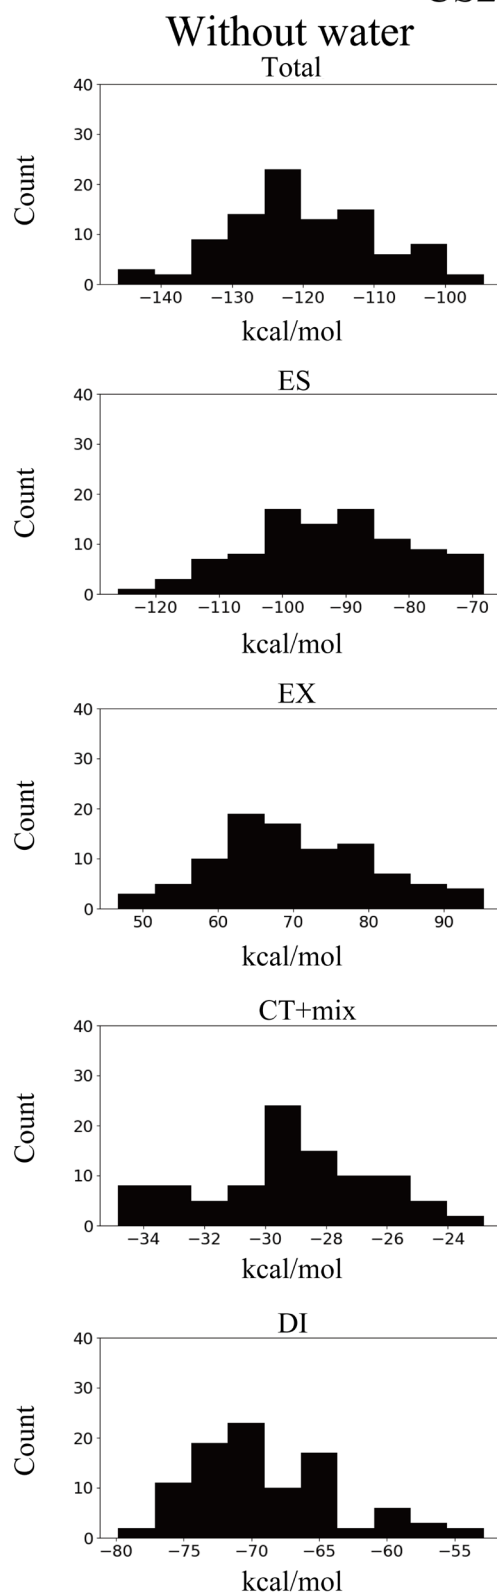 Without water
Total
40
30
20
10
0
Count
−140 −130 −120 −110 −100
kcal/mol
ES
40
30
20
10
0
Count
−120 −110 −100 −90 −80 −70
kcal/mol
EX
40
30
20
10
0
Count
50 60 70 80 90
kcal/mol
CT+mix
40
30
20
10
0
Count
−34 −32 −30 −28 −26 −24
kcal/mol
DI
40
30
20
10
0
Count
−80 −75 −70 −65 −60 −55
kcal/mol